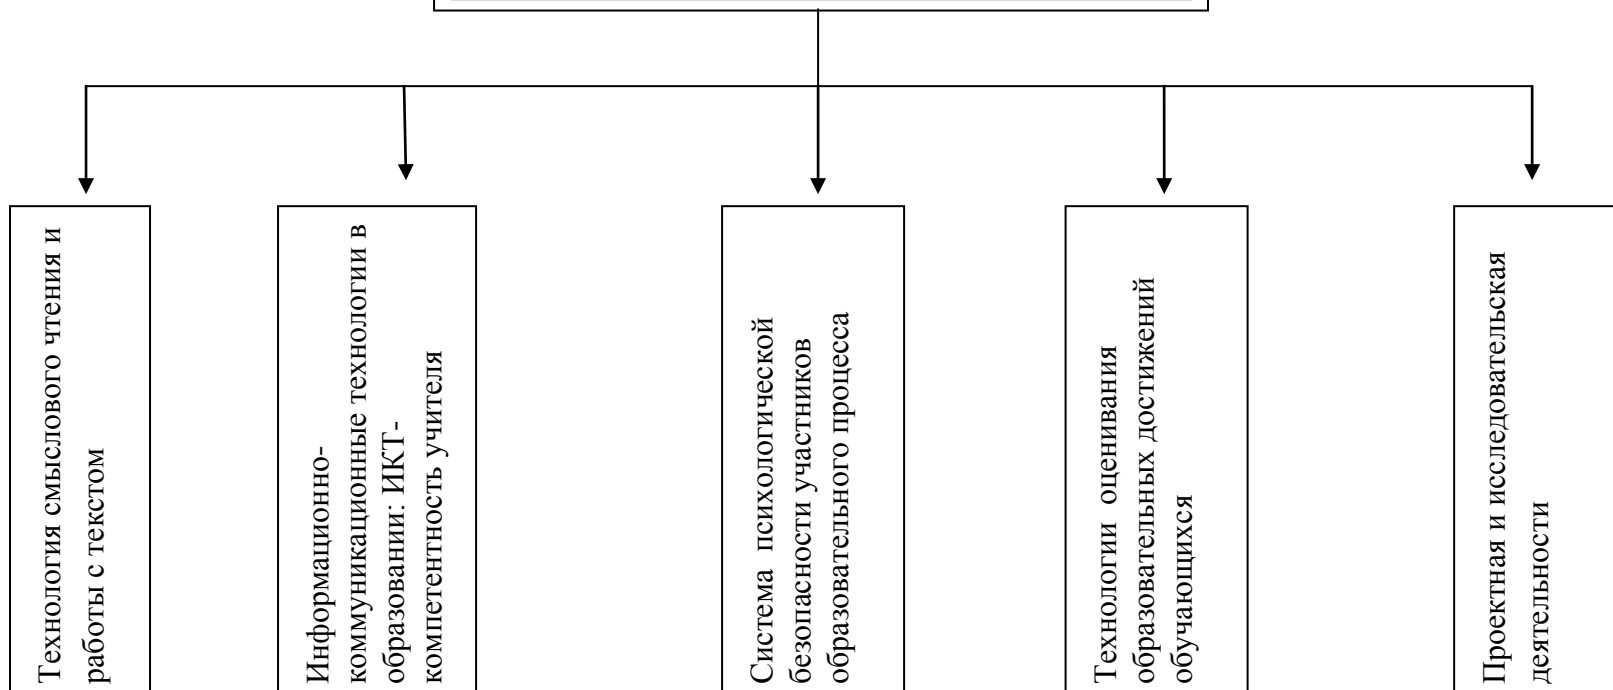 Технология смыслового чтения и
работы с текстом
Информационно-
коммуникационные технологии в
образовании: ИКТ-
компетентность учителя
Система психологической
безопасности участников
образовательного процесса
Технологии оценивания
образовательных достижений
обучающихся
Проектная и исследовательская
деятельности